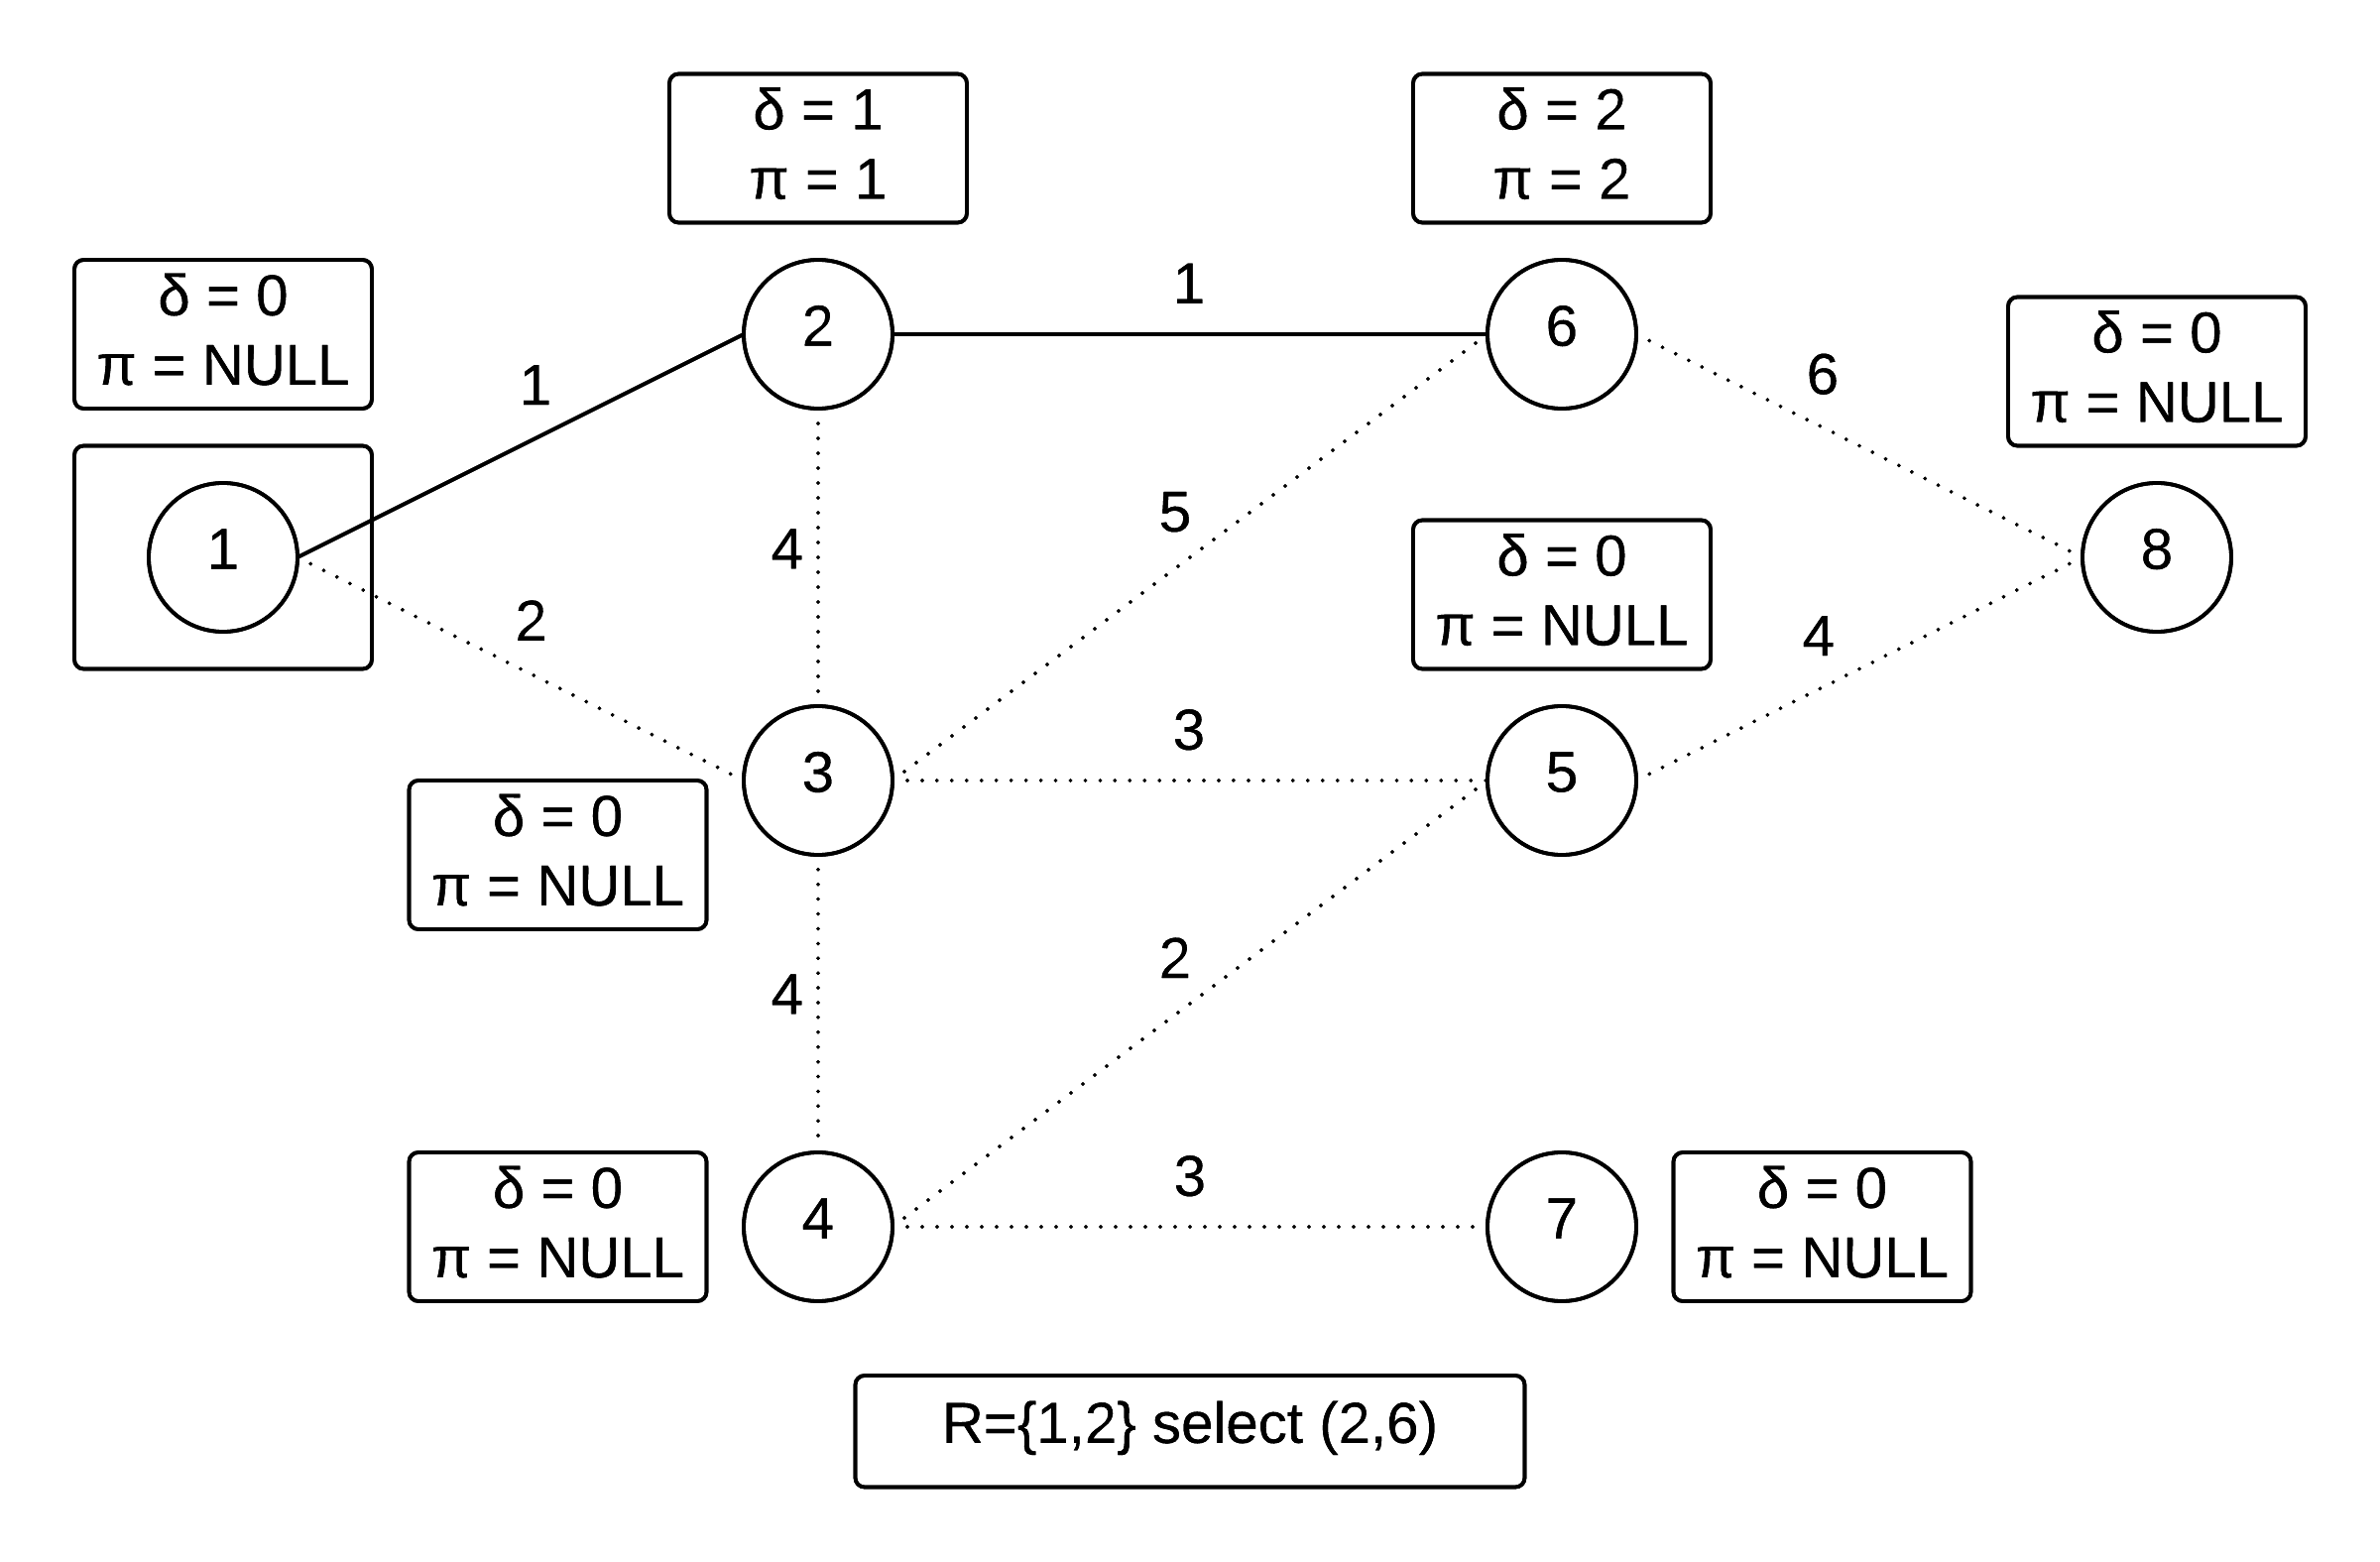 δ = 1
π = 1
δ = 2
π = 2
δ = 0
π = NULL
1
2
1
6
δ = 0
π = NULL
6
1
4
5
δ = 0
π = NULL
8
2
4
3
3
5
δ = 0
π = NULL
4
2
δ = 0
π = NULL
4
3
7
δ = 0
π = NULL
R={1,2} select (2,6)